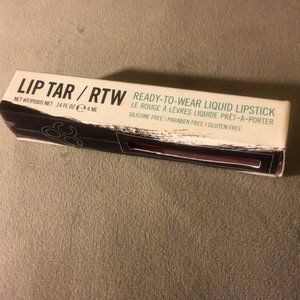 LIP TAR / RTW
NET WT/POIDS NET .14 FL OZ ℮ 4 ML
READY-TO-WEAR LIQUID LIPSTICK
LE ROUGE À LÈVRES LIQUIDE PRÊT-À-PORTER
SILICONE FREE | PARABEN FREE | GLUTEN FREE